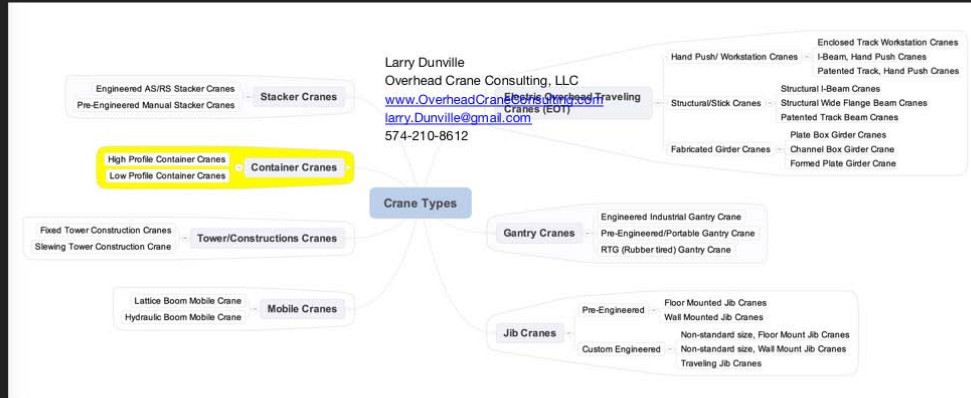 Larry Dunville
Overhead Crane Consulting, LLC
www.OverheadCraneConsulting.com
larry.Dunville@gmail.com
574-210-8612
Crane Types
Stacker Cranes
Engineered AS/RS Stacker Cranes
Pre-Engineered Manual Stacker Cranes
Container Cranes
High Profile Container Cranes
Low Profile Container Cranes
Tower/Constructions Cranes
Fixed Tower Construction Cranes
Slewing Tower Construction Crane
Mobile Cranes
Lattice Boom Mobile Crane
Hydraulic Boom Mobile Crane
Electric Overhead Traveling
Cranes (EOT)
Hand Push/ Workstation Cranes
Enclosed Track Workstation Cranes
I-Beam, Hand Push Cranes
Patented Track, Hand Push Cranes
Structural/Stick Cranes
Structural I-Beam Cranes
Structural Wide Flange Beam Cranes
Patented Track Beam Cranes
Fabricated Girder Cranes
Plate Box Girder Cranes
Channel Box Girder Crane
Formed Plate Girder Crane
Gantry Cranes
Engineered Industrial Gantry Crane
Pre-Engineered/Portable Gantry Crane
RTG (Rubber tired) Gantry Crane
Jib Cranes
Pre-Engineered
Floor Mounted Jib Cranes
Wall Mounted Jib Cranes
Custom Engineered
Non-standard size, Floor Mount Jib Cranes
Non-standard size, Wall Mount Jib Cranes
Traveling Jib Cranes